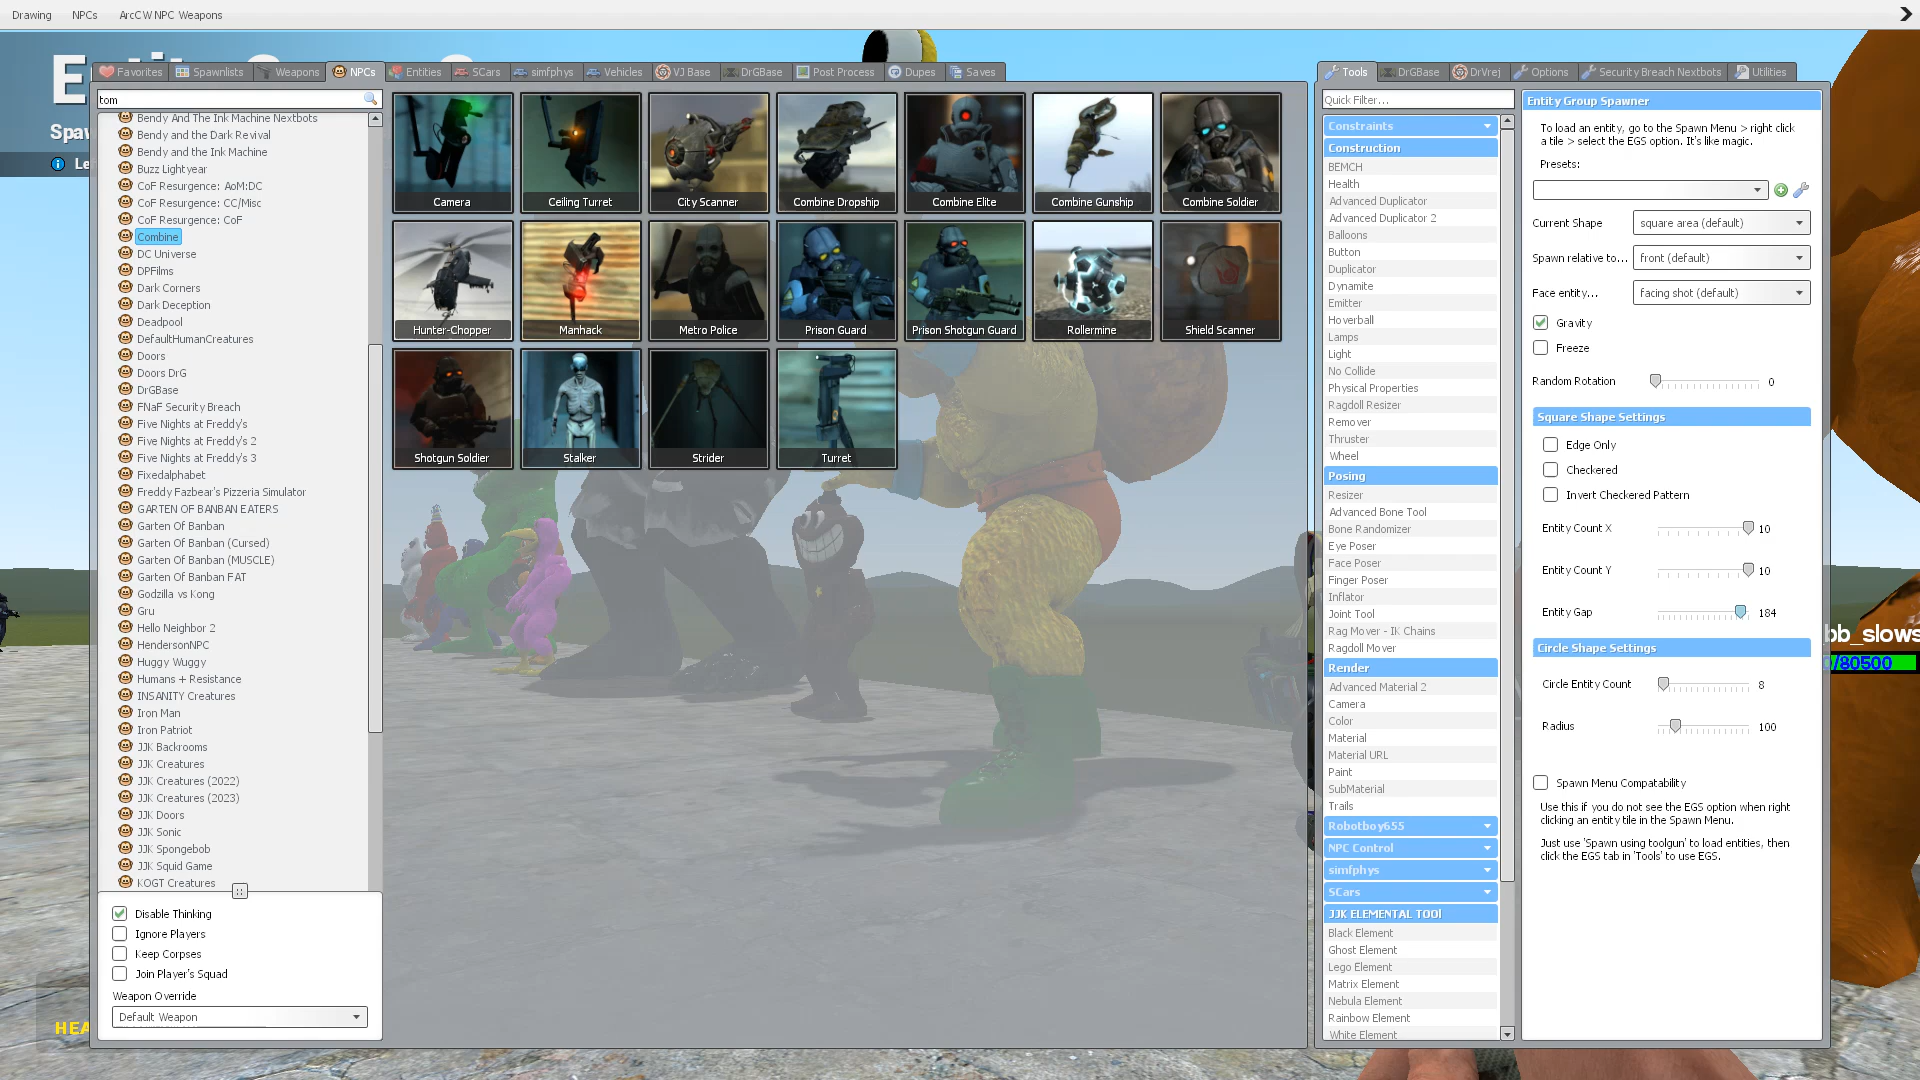 Drawing NPCs ArcCW NPC Weapons
Favorites Spawnlists Weapons NPCs Entities SCars simfphys Vehicles VJ Base DrGBase Post Process Dupes Saves
Tools DrGBase DrVrej Options Security Breach Nextbots Utilities
tom
Bendy And The Ink Machine Nextbots
Bendy and the Dark Revival
Bendy and the Ink Machine
Buzz Lightyear
CoF Resurgence: AoM:DC
CoF Resurgence: CC/Misc
CoF Resurgence: CoF
Combine
DC Universe
DPFilms
Dark Corners
Dark Deception
Deadpool
DefaultHumanCreatures
Doors
Doors DrG
DrGBase
FNaF Security Breach
Five Nights at Freddy's
Five Nights at Freddy's 2
Five Nights at Freddy's 3
Fixedalphabet
Freddy Fazbear's Pizzeria Simulator
GARTEN OF BANBAN EATERS
Garten Of Banban
Garten Of Banban (Cursed)
Garten Of Banban (MUSCLE)
Garten Of Banban FAT
Godzilla vs Kong
Gru
Hello Neighbor 2
HendersonNPC
Huggy Wuggy
Humans + Resistance
INSANITY Creatures
Iron Man
Iron Patriot
JJK Backrooms
JJK Creatures
JJK Creatures (2022)
JJK Creatures (2023)
JJK Doors
JJK Sonic
JJK Spongebob
JJK Squid Game
KOGT Creatures
Disable Thinking
Ignore Players
Keep Corpses
Join Player's Squad
Weapon Override
Default Weapon
Camera Ceiling Turret City Scanner Combine Dropship Combine Elite Combine Gunship Combine Soldier
Hunter-Chopper Manhack Metro Police Prison Guard Prison Shotgun Guard Rollermine Shield Scanner
Shotgun Soldier Stalker Strider Turret
Quick Filter...
Constraints
Construction
BEMCH
Health
Advanced Duplicator
Advanced Duplicator 2
Balloons
Button
Duplicator
Dynamite
Emitter
Hoverball
Lamps
Light
No Collide
Physical Properties
Ragdoll Resizer
Remover
Thruster
Wheel
Posing
Resizer
Advanced Bone Tool
Bone Randomizer
Eye Poser
Face Poser
Finger Poser
Inflator
Joint Tool
Rag Mover - IK Chains
Ragdoll Mover
Render
Advanced Material 2
Camera
Color
Material
Material URL
Paint
SubMaterial
Trails
Robotboy655
NPC Control
simfphys
SCars
JJK ELEMENTAL TOOl
Black Element
Ghost Element
Lego Element
Matrix Element
Nebula Element
Rainbow Element
White Element
Entity Group Spawner
To load an entity, go to the Spawn Menu > right click
a tile > select the EGS option. It's like magic.
Presets:
Current Shape square area (default)
Spawn relative to... front (default)
Face entity... facing shot (default)
Gravity
Freeze
Random Rotation 0
Square Shape Settings
Edge Only
Checkered
Invert Checkered Pattern
Entity Count X 10
Entity Count Y 10
Entity Gap 184
Circle Shape Settings
Circle Entity Count 8
Radius 100
Spawn Menu Compatability
Use this if you do not see the EGS option when right
clicking an entity tile in the Spawn Menu.
Just use 'Spawn using toolgun' to load entities, then
click the EGS tab in 'Tools' to use EGS.
bb_slows
/80500
HEA